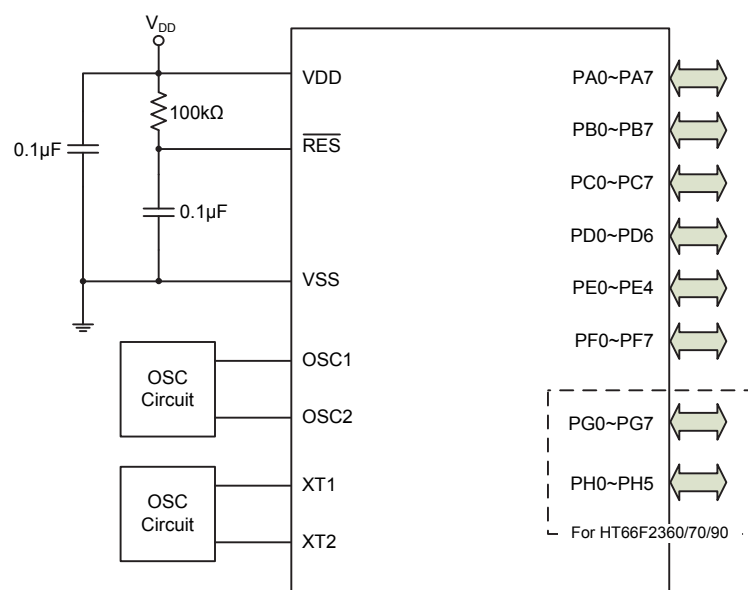 VDD
VDD
PA0~PA7
100kΩ
PB0~PB7
0.1µF
RES
PC0~PC7
0.1µF
PD0~PD6
VSS
PE0~PE4
PF0~PF7
OSC
Circuit
OSC1
OSC2
PG0~PG7
OSC
Circuit
XT1
XT2
PH0~PH5
For HT66F2360/70/90